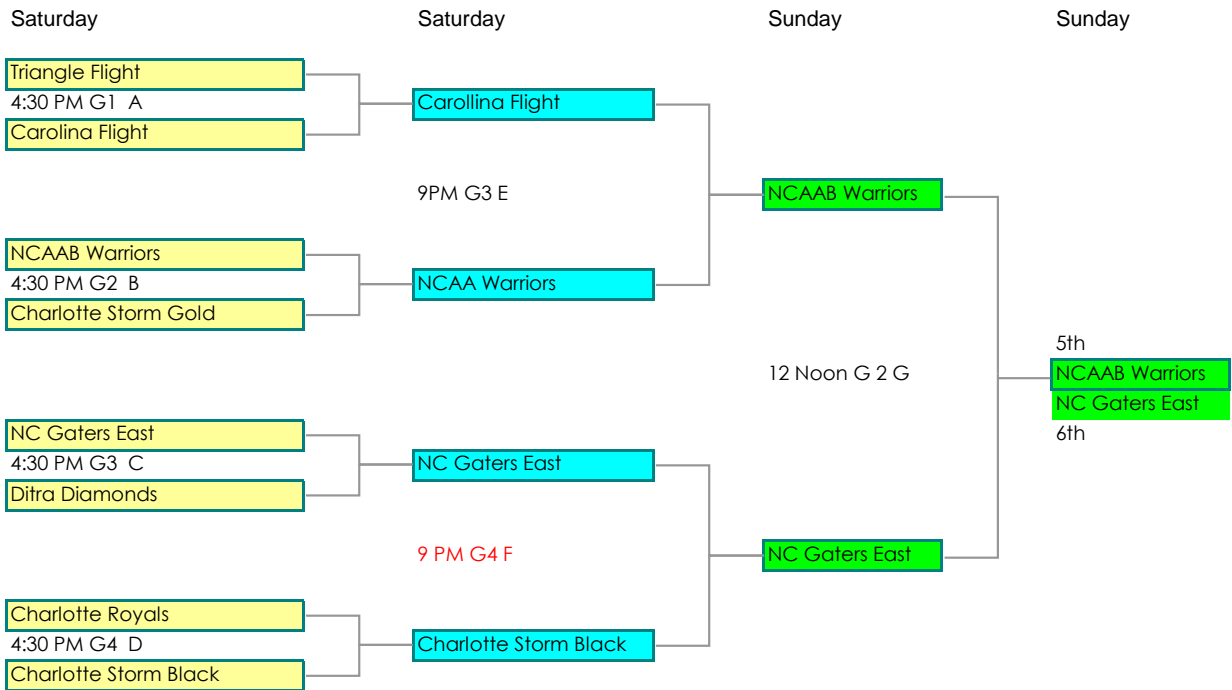 Saturday
Saturday
Sunday
Sunday
Triangle Flight
4:30 PM G1 A
Carollina Flight
Carolina Flight
9PM G3 E
NCAAB Warriors
NCAAB Warriors
4:30 PM G2 B
NCAA Warriors
Charlotte Storm Gold
5th
12 Noon G 2 G
NCAAB Warriors
NC Gaters East
6th
NC Gaters East
4:30 PM G3 C
NC Gaters East
Ditra Diamonds
9 PM G4 F
NC Gaters East
Charlotte Royals
4:30 PM G4 D
Charlotte Storm Black
Charlotte Storm Black